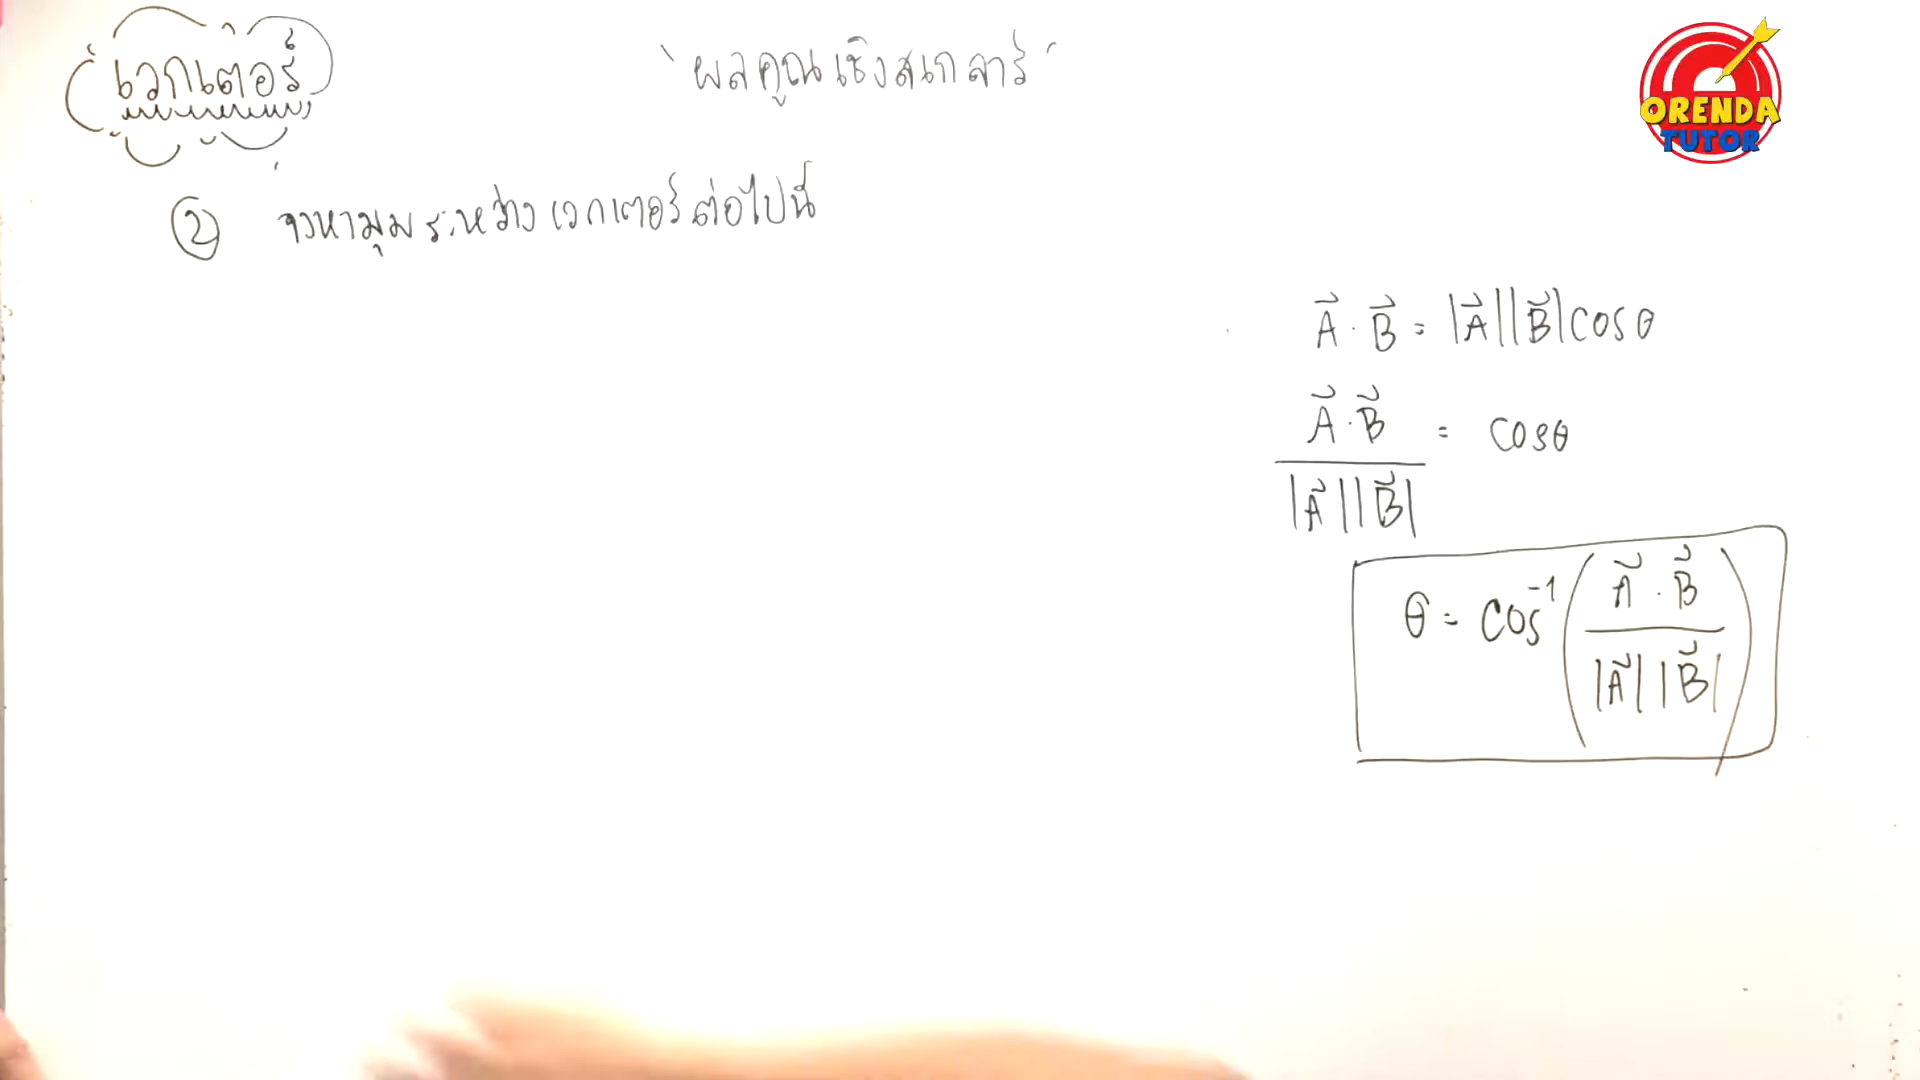 เวกเตอร์
"ผลคูณเชิงสเกลาร์"
ORENDA
TUTOR
② จงหามุมระหว่างเวกเตอร์ต่อไปนี้
A⃗ · B⃗ = |A⃗||B⃗|cosθ
A⃗ · B⃗ / |A⃗||B⃗| = cosθ
θ = cos⁻¹(A⃗ · B⃗ / |A⃗||B⃗|)